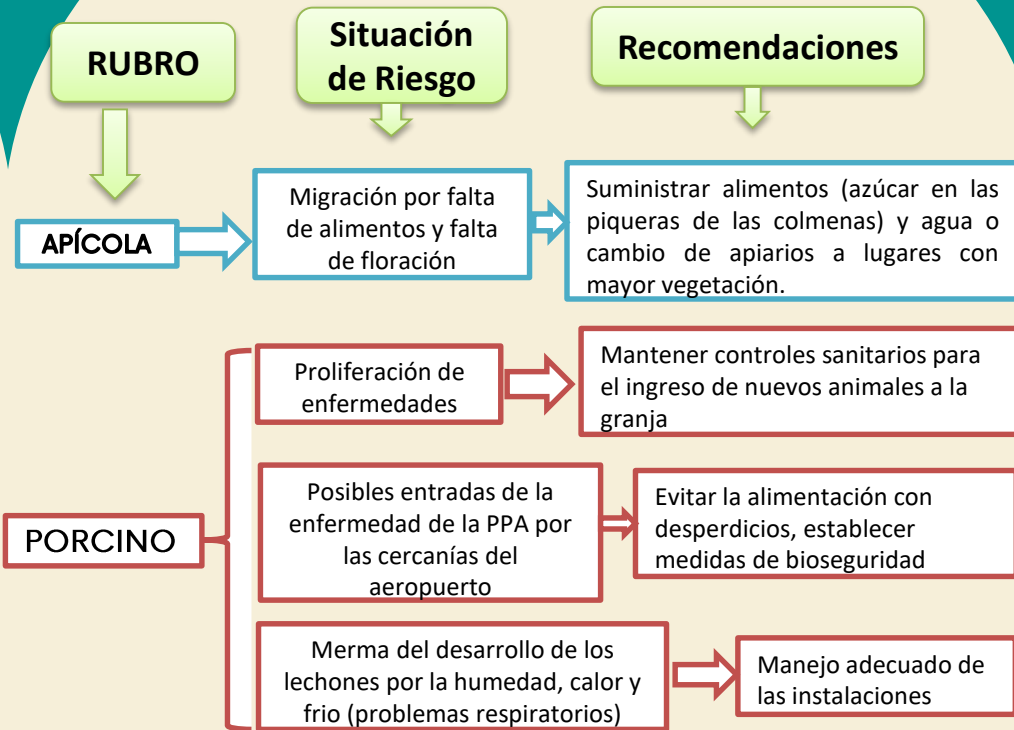 RUBRO
Situación
de Riesgo
Recomendaciones
APÍCOLA
Migración por falta
de alimentos y falta
de floración
Suministrar alimentos (azúcar en las
piqueras de las colmenas) y agua o
cambio de apiarios a lugares con
mayor vegetación.
PORCINO
Proliferación de
enfermedades
Mantener controles sanitarios para
el ingreso de nuevos animales a la
granja
Posibles entradas de la
enfermedad de la PPA por
las cercanías del
aeropuerto
Evitar la alimentación con
desperdicios, establecer
medidas de bioseguridad
Merma del desarrollo de los
lechones por la humedad, calor y
frio (problemas respiratorios)
Manejo adecuado de
las instalaciones